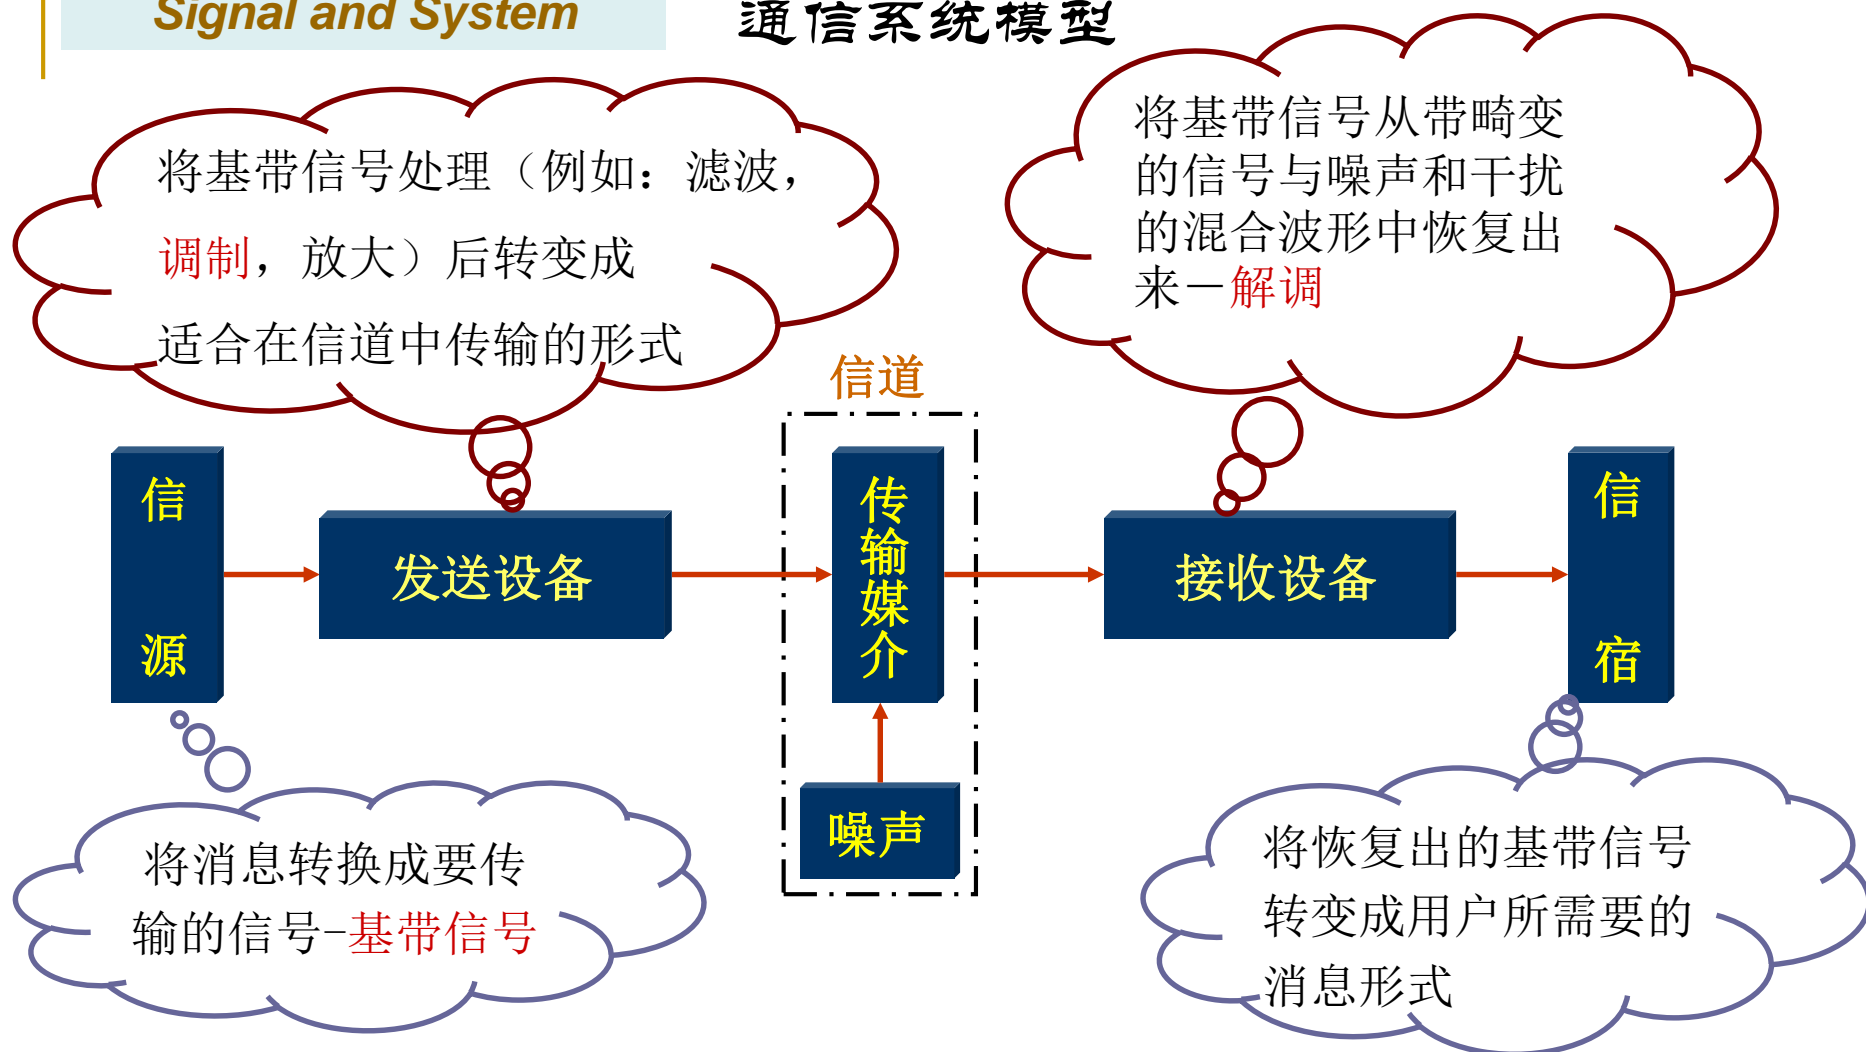 Signal and System
通信系统模型
将基带信号处理（例如：滤波，
调制，放大）后转变成
适合在信道中传输的形式
将基带信号从带畸变
的信号与噪声和干扰
的混合波形中恢复出
来－解调
信道
信
源
发送设备
传
输
媒
介
接收设备
信
宿
噪声
将消息转换成要传
输的信号-基带信号
将恢复出的基带信号
转变成用户所需要的
消息形式